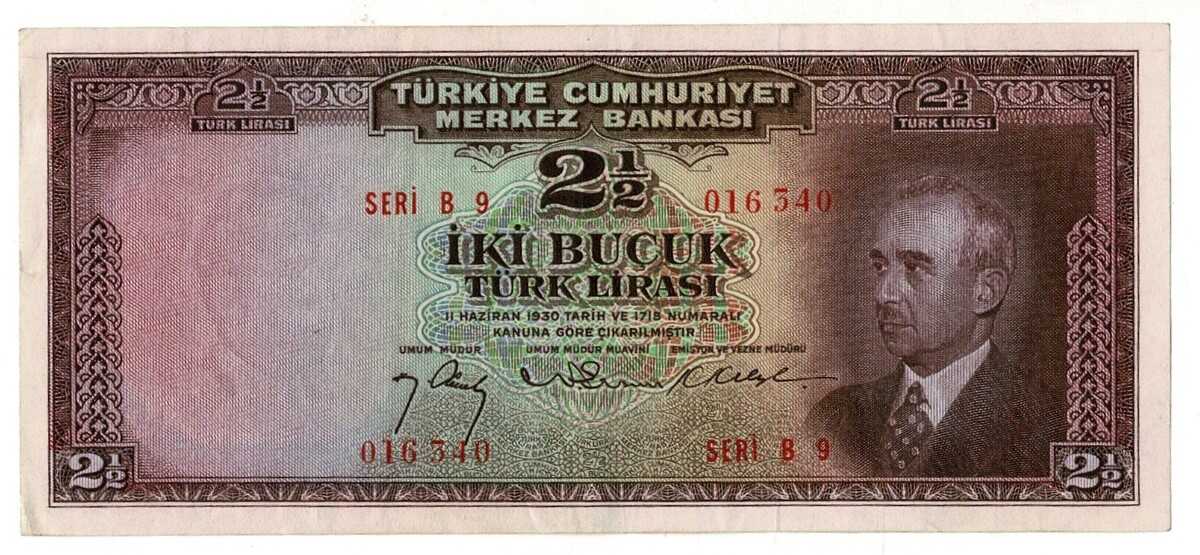 2½ TÜRKİYE CUMHURİYET 2½
TÜRK LİRASI MERKEZ BANKASI TÜRK LİRASI
2½
SERİ B 9 016340
İKİ BUÇUK
TÜRK LİRASI
11 HAZİRAN 1930 TARİH VE 1715 NUMARALI
KANUNA GÖRE ÇIKARILMIŞTIR
UMUM MÜDÜR UMUM MÜDÜR MUAVİNİ EMİSYON VE VEZNE MÜDÜRÜ
016340 SERİ B 9
2½ 2½